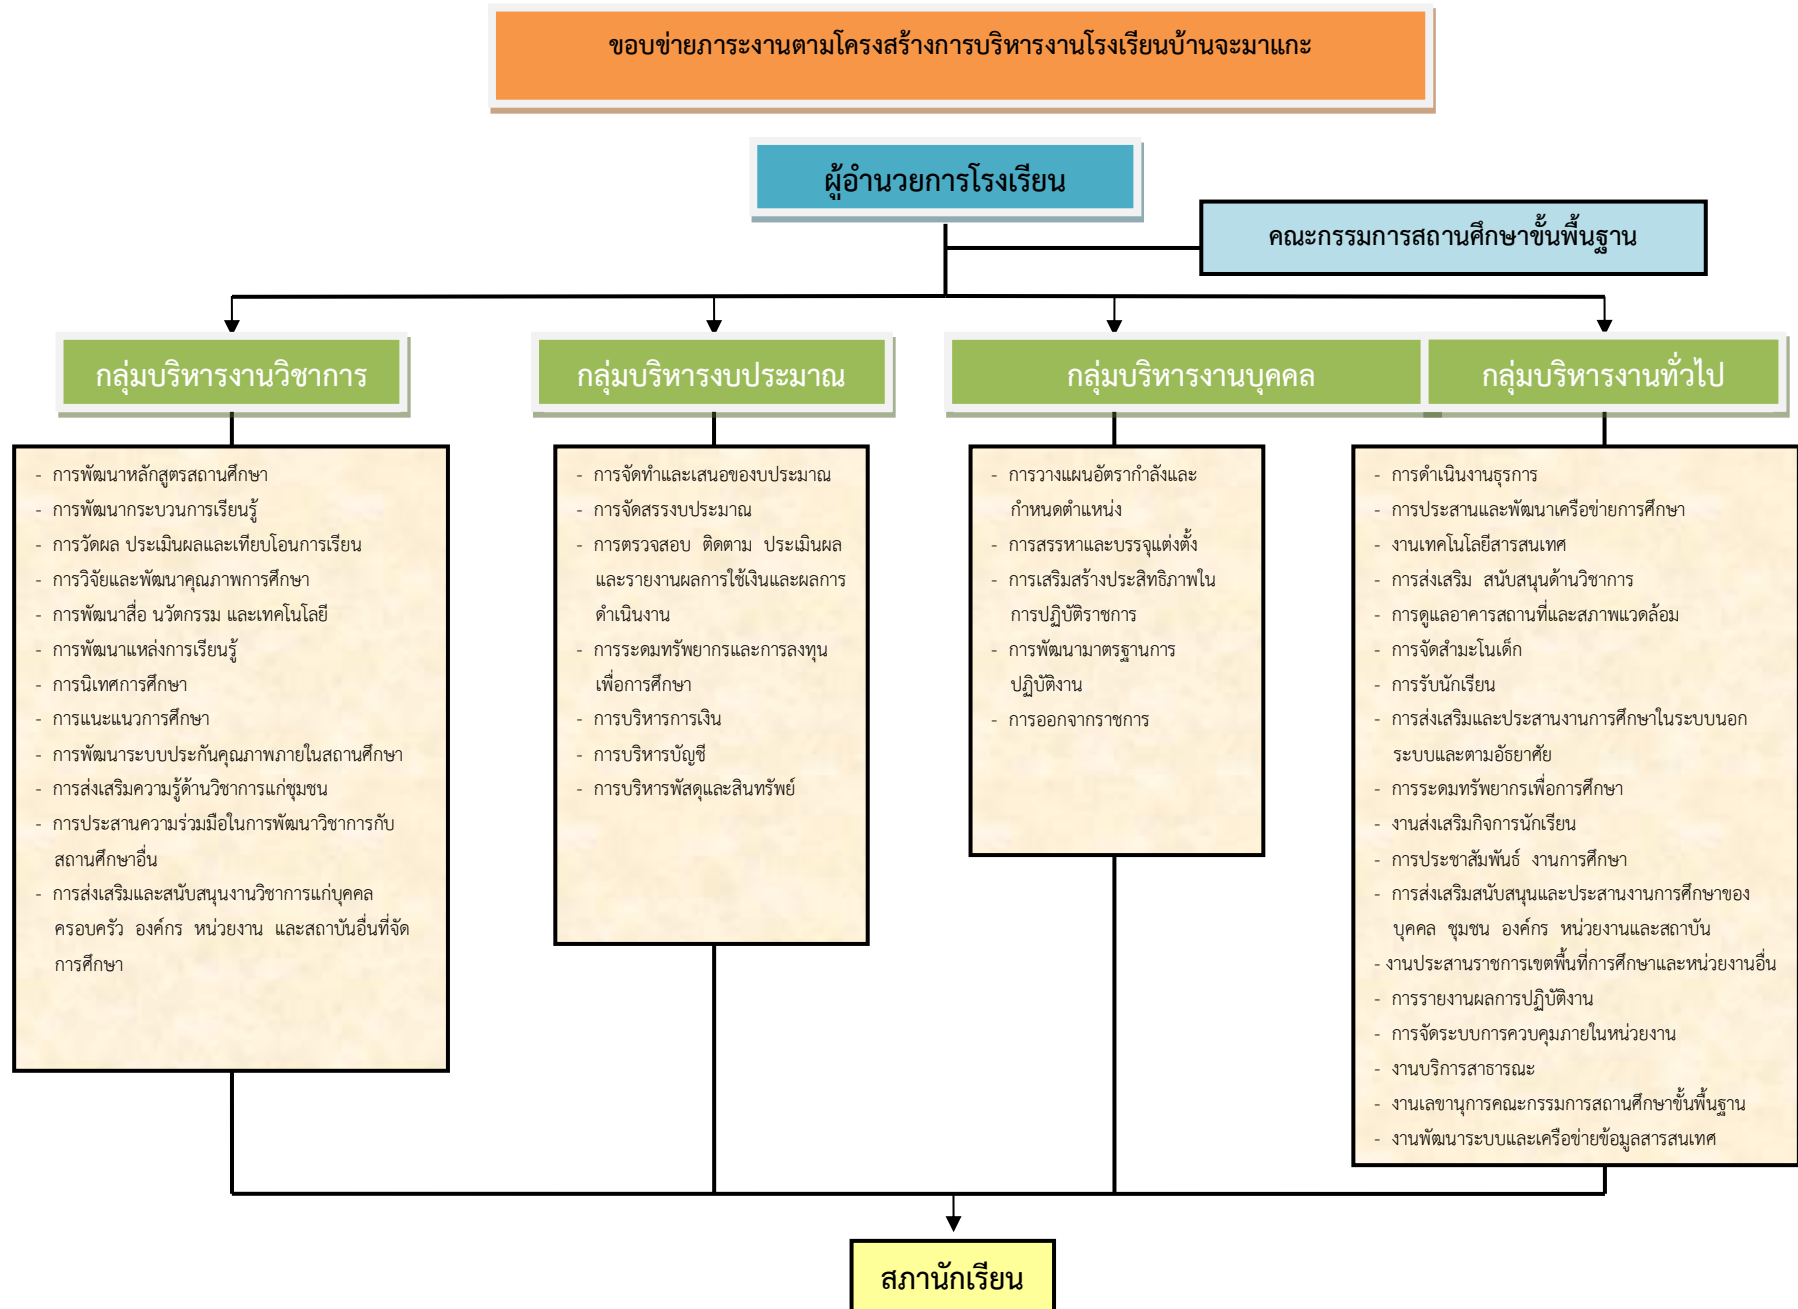 ขอบข่ายภาระงานตามโครงสร้างการบริหารงานโรงเรียนบ้านจะมาแกะ
ผู้อำนวยการโรงเรียน
คณะกรรมการสถานศึกษาขั้นพื้นฐาน
กลุ่มบริหารงานวิชาการ
- การพัฒนาหลักสูตรสถานศึกษา
- การพัฒนากระบวนการเรียนรู้
- การวัดผล ประเมินผลและเทียบโอนการเรียน
- การวิจัยและพัฒนาคุณภาพการศึกษา
- การพัฒนาสื่อ นวัตกรรม และเทคโนโลยี
- การพัฒนาแหล่งการเรียนรู้
- การนิเทศการศึกษา
- การแนะแนวการศึกษา
- การพัฒนาระบบประกันคุณภาพภายในสถานศึกษา
- การส่งเสริมความรู้ด้านวิชาการแก่ชุมชน
- การประสานความร่วมมือในการพัฒนาวิชาการกับ
สถานศึกษาอื่น
- การส่งเสริมและสนับสนุนงานวิชาการแก่บุคคล
ครอบครัว องค์กร หน่วยงาน และสถาบันอื่นที่จัด
การศึกษา
กลุ่มบริหารงบประมาณ
- การจัดทำและเสนอของบประมาณ
- การจัดสรรงบประมาณ
- การตรวจสอบ ติดตาม ประเมินผล
และรายงานผลการใช้เงินและผลการ
ดำเนินงาน
- การระดมทรัพยากรและการลงทุน
เพื่อการศึกษา
- การบริหารการเงิน
- การบริหารบัญชี
- การบริหารพัสดุและสินทรัพย์
กลุ่มบริหารงานบุคคล
- การวางแผนอัตรากำลังและ
กำหนดตำแหน่ง
- การสรรหาและบรรจุแต่งตั้ง
- การเสริมสร้างประสิทธิภาพใน
การปฏิบัติราชการ
- การพัฒนามาตรฐานการ
ปฏิบัติงาน
- การออกจากราชการ
กลุ่มบริหารงานทั่วไป
- การดำเนินงานธุรการ
- การประสานและพัฒนาเครือข่ายการศึกษา
- งานเทคโนโลยีสารสนเทศ
- การส่งเสริม สนับสนุนด้านวิชาการ
- การดูแลอาคารสถานที่และสภาพแวดล้อม
- การจัดสำมะโนเด็ก
- การรับนักเรียน
- การส่งเสริมและประสานงานการศึกษาในระบบนอก
ระบบและตามอัธยาศัย
- การระดมทรัพยากรเพื่อการศึกษา
- งานส่งเสริมกิจการนักเรียน
- การประชาสัมพันธ์ งานการศึกษา
- การส่งเสริมสนับสนุนและประสานงานการศึกษาของ
บุคคล ชุมชน องค์กร หน่วยงานและสถาบัน
- งานประสานราชการเขตพื้นที่การศึกษาและหน่วยงานอื่น
- การรายงานผลการปฏิบัติงาน
- การจัดระบบการควบคุมภายในหน่วยงาน
- งานบริการสาธารณะ
- งานเลขานุการคณะกรรมการสถานศึกษาขั้นพื้นฐาน
- งานพัฒนาระบบและเครือข่ายข้อมูลสารสนเทศ
สภานักเรียน